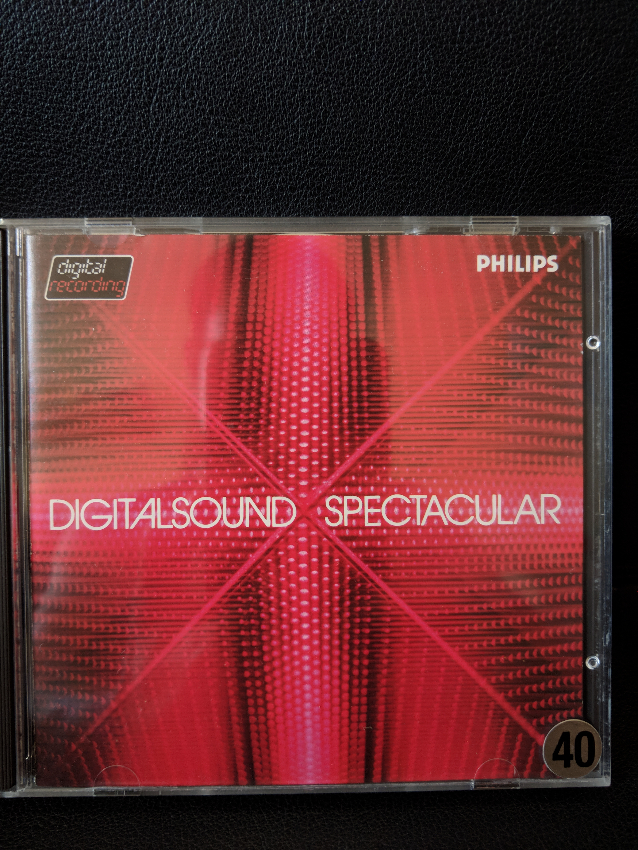 digital
recording
PHILIPS
DIGITALSOUND SPECTACULAR
40